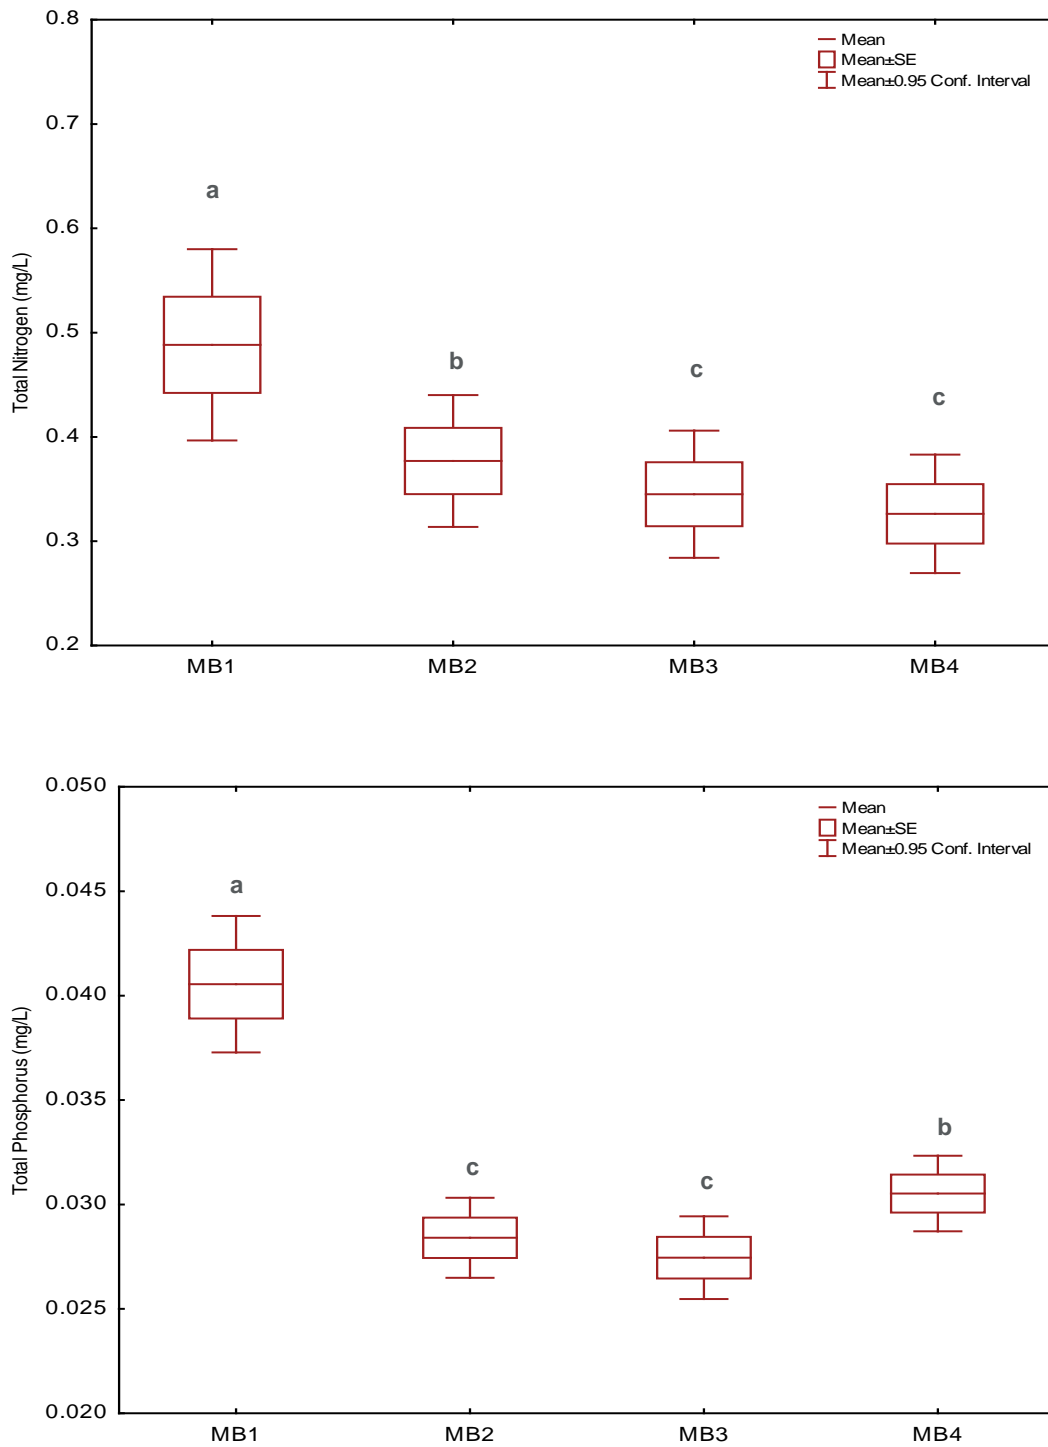 0.8
Mean
Mean±SE
Mean±0.95 Conf. Interval
0.7
a
0.6
Total Nitrogen (mg/L)
0.5
b
c
c
0.4
0.3
0.2
MB1 MB2 MB3 MB4
0.050
Mean
Mean±SE
Mean±0.95 Conf. Interval
0.045
a
0.040
Total Phosphorus (mg/L)
0.035
b
c
c
0.030
0.025
0.020
MB1 MB2 MB3 MB4